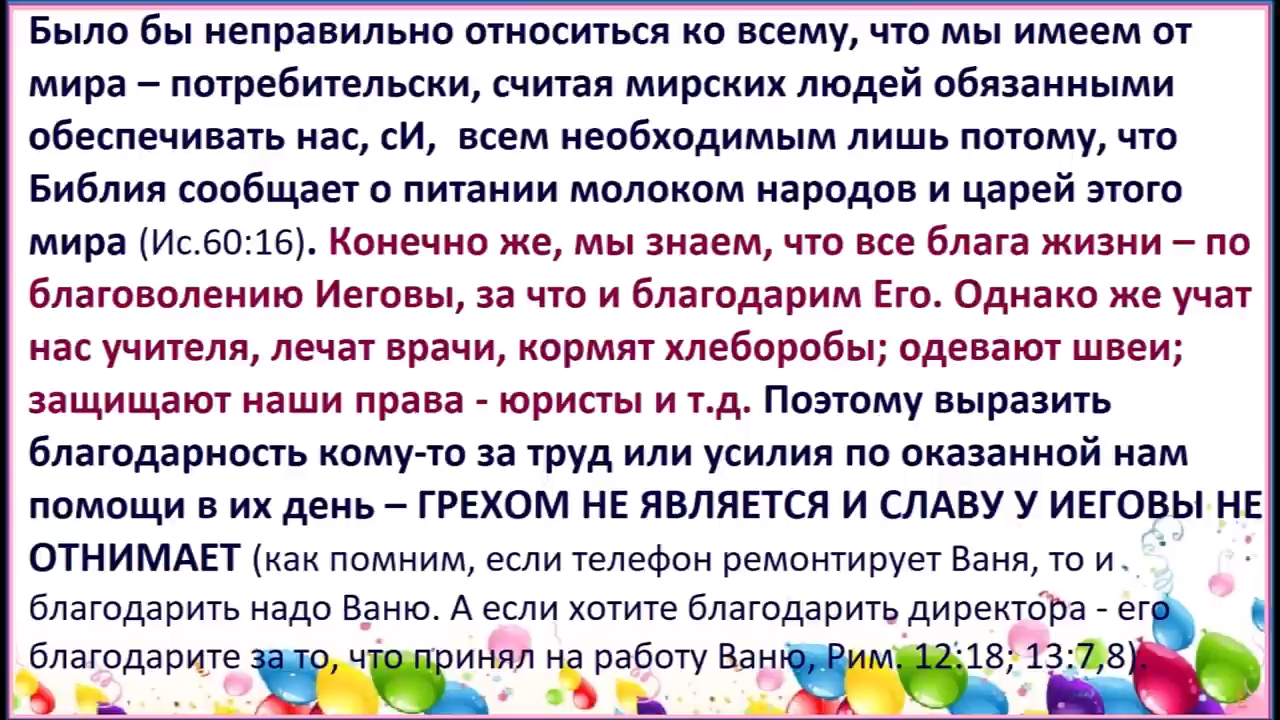 Было бы неправильно относиться ко всему, что мы имеем от
мира – потребительски, считая мирских людей обязанными
обеспечивать нас, сИ,  всем необходимым лишь потому, что
Библия сообщает о питании молоком народов и царей этого
мира (Ис.60:16). Конечно же, мы знаем, что все блага жизни – по
благоволению Иеговы, за что и благодарим Его. Однако же учат
нас учителя, лечат врачи, кормят хлеборобы; одевают швеи;
защищают наши права - юристы и т.д. Поэтому выразить
благодарность кому-то за труд или усилия по оказанной нам
помощи в их день – ГРЕХОМ НЕ ЯВЛЯЕТСЯ И СЛАВУ У ИЕГОВЫ НЕ
ОТНИМАЕТ (как помним, если телефон ремонтирует Ваня, то и
благодарить надо Ваню. А если хотите благодарить директора - его
благодарите за то, что принял на работу Ваню, Рим. 12:18; 13:7,8).